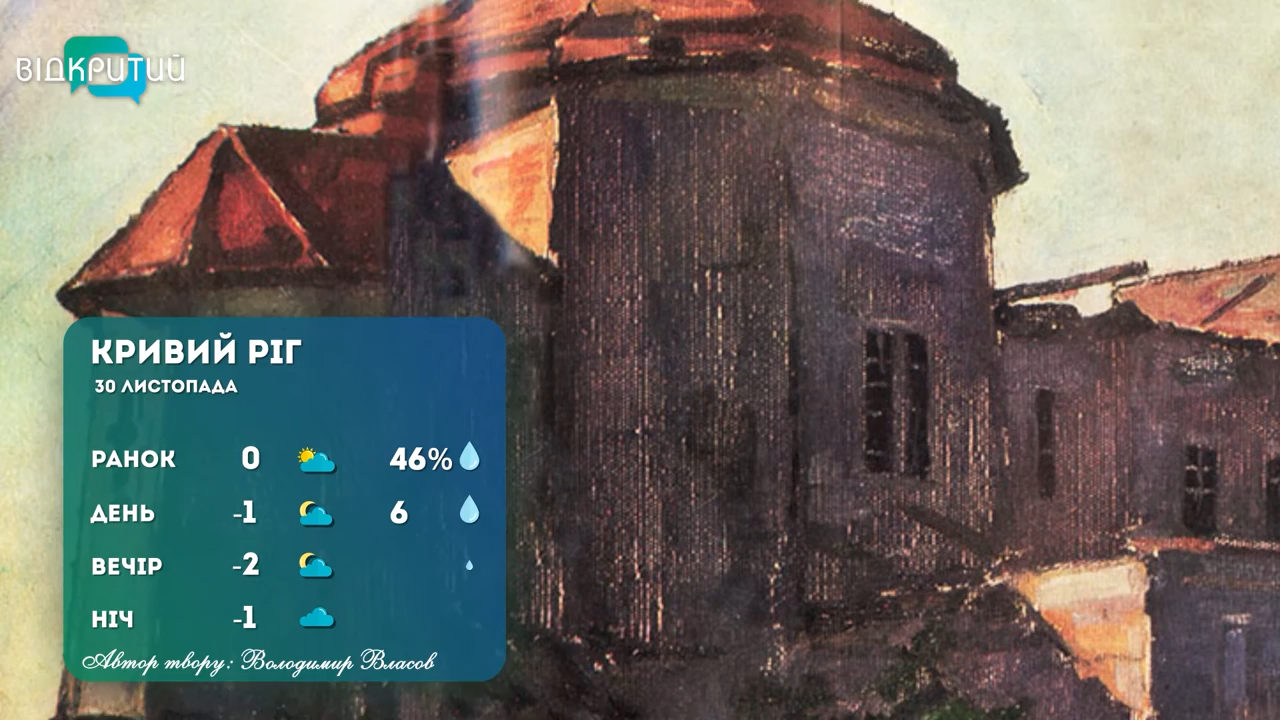 ВІДКРИТИЙ
КРИВИЙ РІГ
30 ЛИСТОПАДА
РАНОК 0 46%
ДЕНЬ -1 6
ВЕЧІР -2
НІЧ -1
Автор твору: Володимир Власов